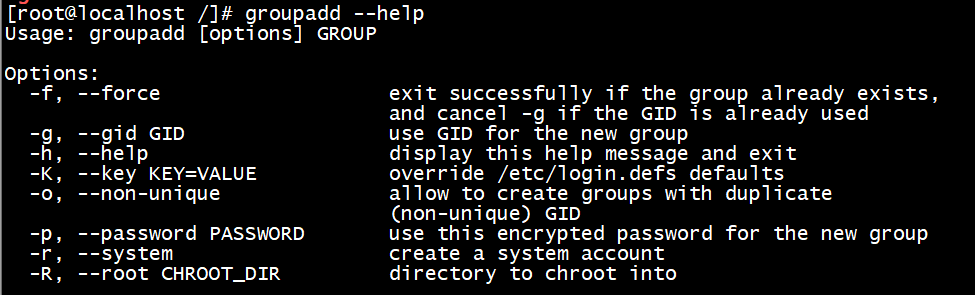 [root@localhost /]# groupadd --help
Usage: groupadd [options] GROUP

Options:
  -f, --force                   exit successfully if the group already exists,
                                and cancel -g if the GID is already used
  -g, --gid GID                 use GID for the new group
  -h, --help                    display this help message and exit
  -K, --key KEY=VALUE           override /etc/login.defs defaults
  -o, --non-unique              allow to create groups with duplicate
                                (non-unique) GID
  -p, --password PASSWORD       use this encrypted password for the new group
  -r, --system                  create a system account
  -R, --root CHROOT_DIR         directory to chroot into